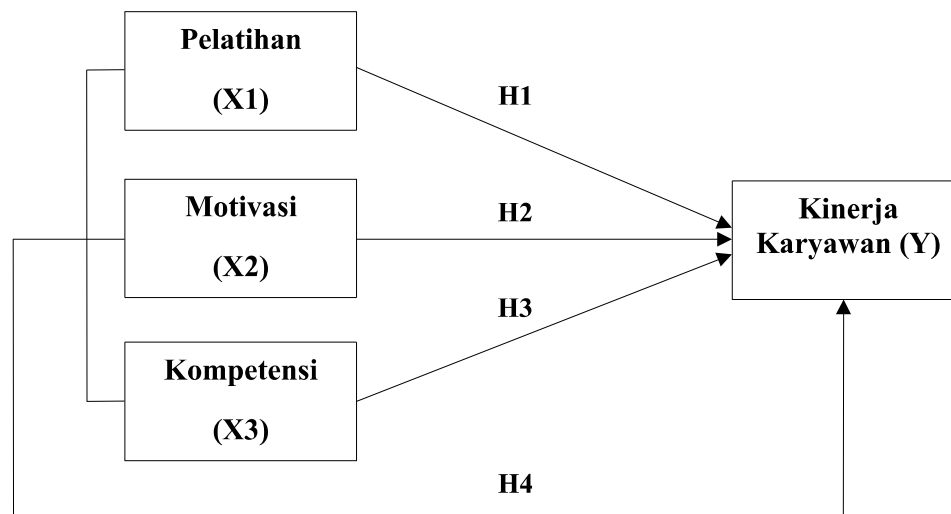 Pelatihan
(X1)
H1
Motivasi
(X2)
H2
Kinerja
Karyawan (Y)
H3
Kompetensi
(X3)
H4